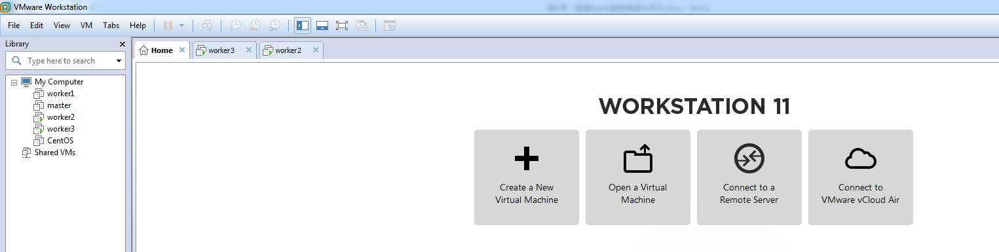 VMware Workstation
File Edit View VM Tabs Help
Library
Type here to search
My Computer
worker1
master
worker2
worker3
CentOS
Shared VMs
Home
worker3
worker2
WORKSTATION 11
Create a New
Virtual Machine
Open a Virtual
Machine
Connect to a
Remote Server
Connect to
VMware vCloud Air